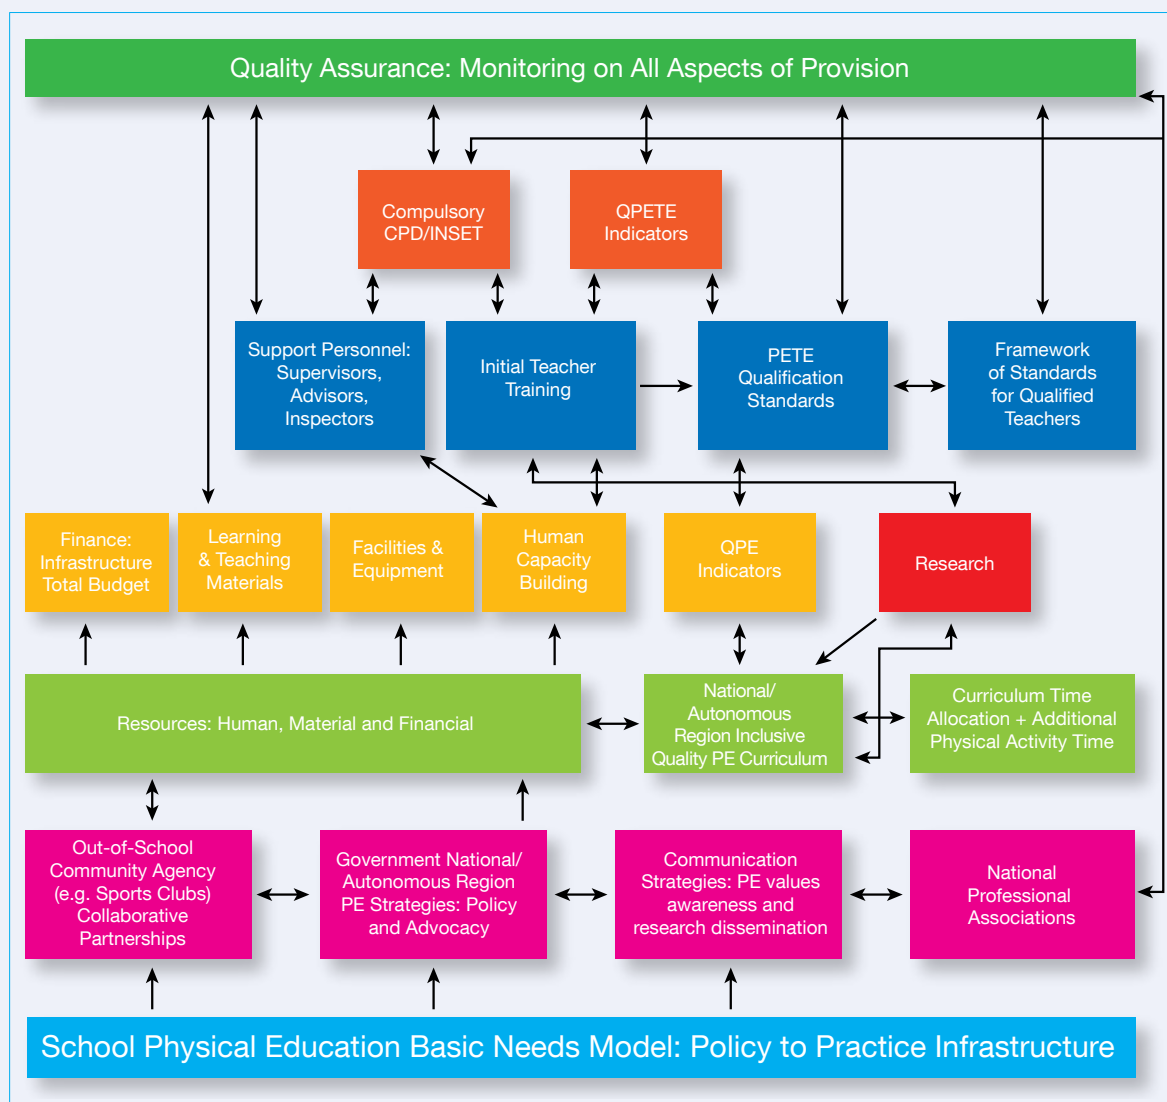 Quality Assurance: Monitoring on All Aspects of Provision
Compulsory
CPD/INSET
QPETE
Indicators
Support Personnel:
Supervisors,
Advisors,
Inspectors
Initial Teacher
Training
PETE
Qualification
Standards
Framework
of Standards
for Qualified
Teachers
Finance:
Infrastructure
Total Budget
Learning
& Teaching
Materials
Facilities &
Equipment
Human
Capacity
Building
QPE
Indicators
Research
Resources: Human, Material and Financial
National/
Autonomous
Region Inclusive
Quality PE Curriculum
Curriculum Time
Allocation + Additional
Physical Activity Time
Out-of-School
Community Agency
(e.g. Sports Clubs)
Collaborative
Partnerships
Government National/
Autonomous Region
PE Strategies: Policy
and Advocacy
Communication
Strategies: PE values
awareness and
research dissemination
National
Professional
Associations
School Physical Education Basic Needs Model: Policy to Practice Infrastructure